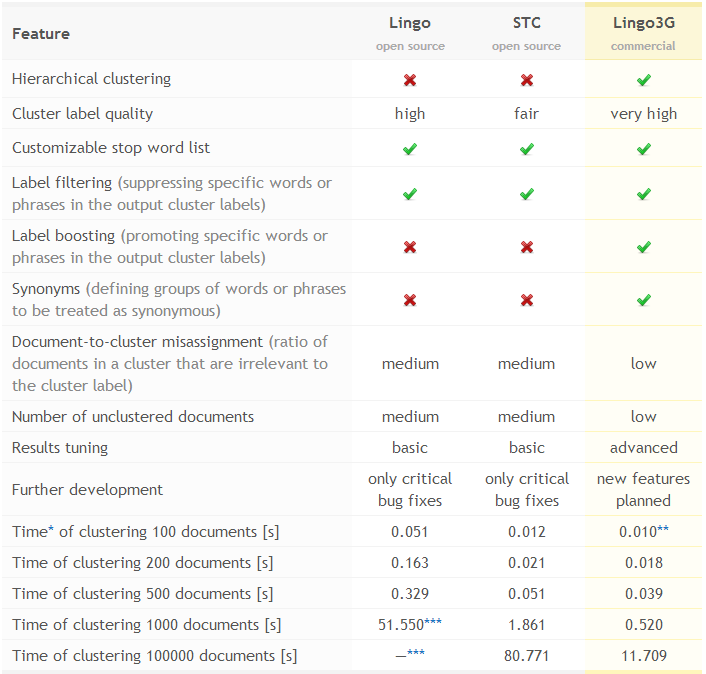 Feature Lingo STC Lingo3G
open source open source commercial
Hierarchical clustering
Cluster label quality high fair very high
Customizable stop word list
Label filtering (suppressing specific words or
phrases in the output cluster labels)
Label boosting (promoting specific words or
phrases in the output cluster labels)
Synonyms (defining groups of words or phrases
to be treated as synonymous)
Document-to-cluster misassignment (ratio of
documents in a cluster that are irrelevant to medium medium low
the cluster label)
Number of unclustered documents medium medium low
Results tuning basic basic advanced
Further development only critical only critical new features
bug fixes bug fixes planned
Time* of clustering 100 documents [s] 0.051 0.012 0.010**
Time of clustering 200 documents [s] 0.163 0.021 0.018
Time of clustering 500 documents [s] 0.329 0.051 0.039
Time of clustering 1000 documents [s] 51.550*** 1.861 0.520
Time of clustering 100000 documents [s] —*** 80.771 11.709